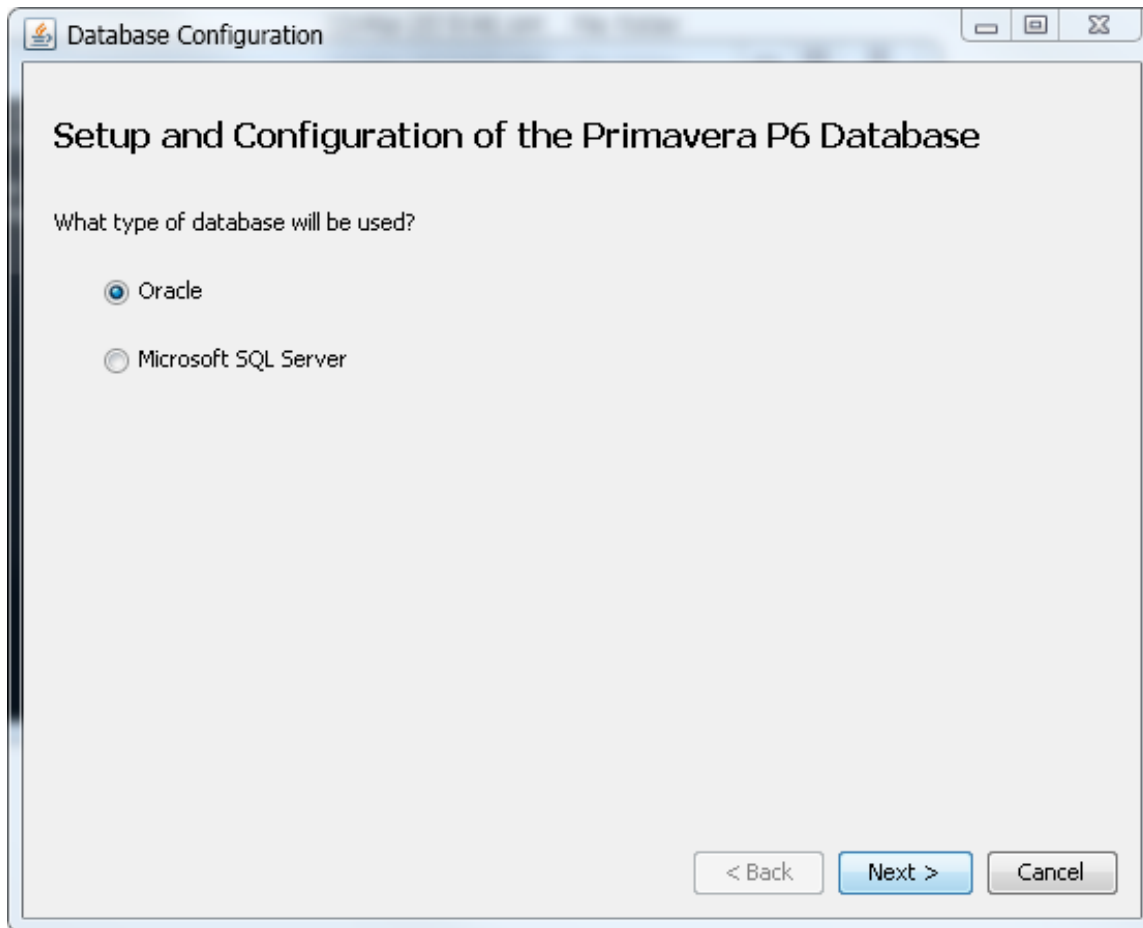 Database Configuration
Setup and Configuration of the Primavera P6 Database
What type of database will be used?
Oracle
Microsoft SQL Server
< Back
Next >
Cancel